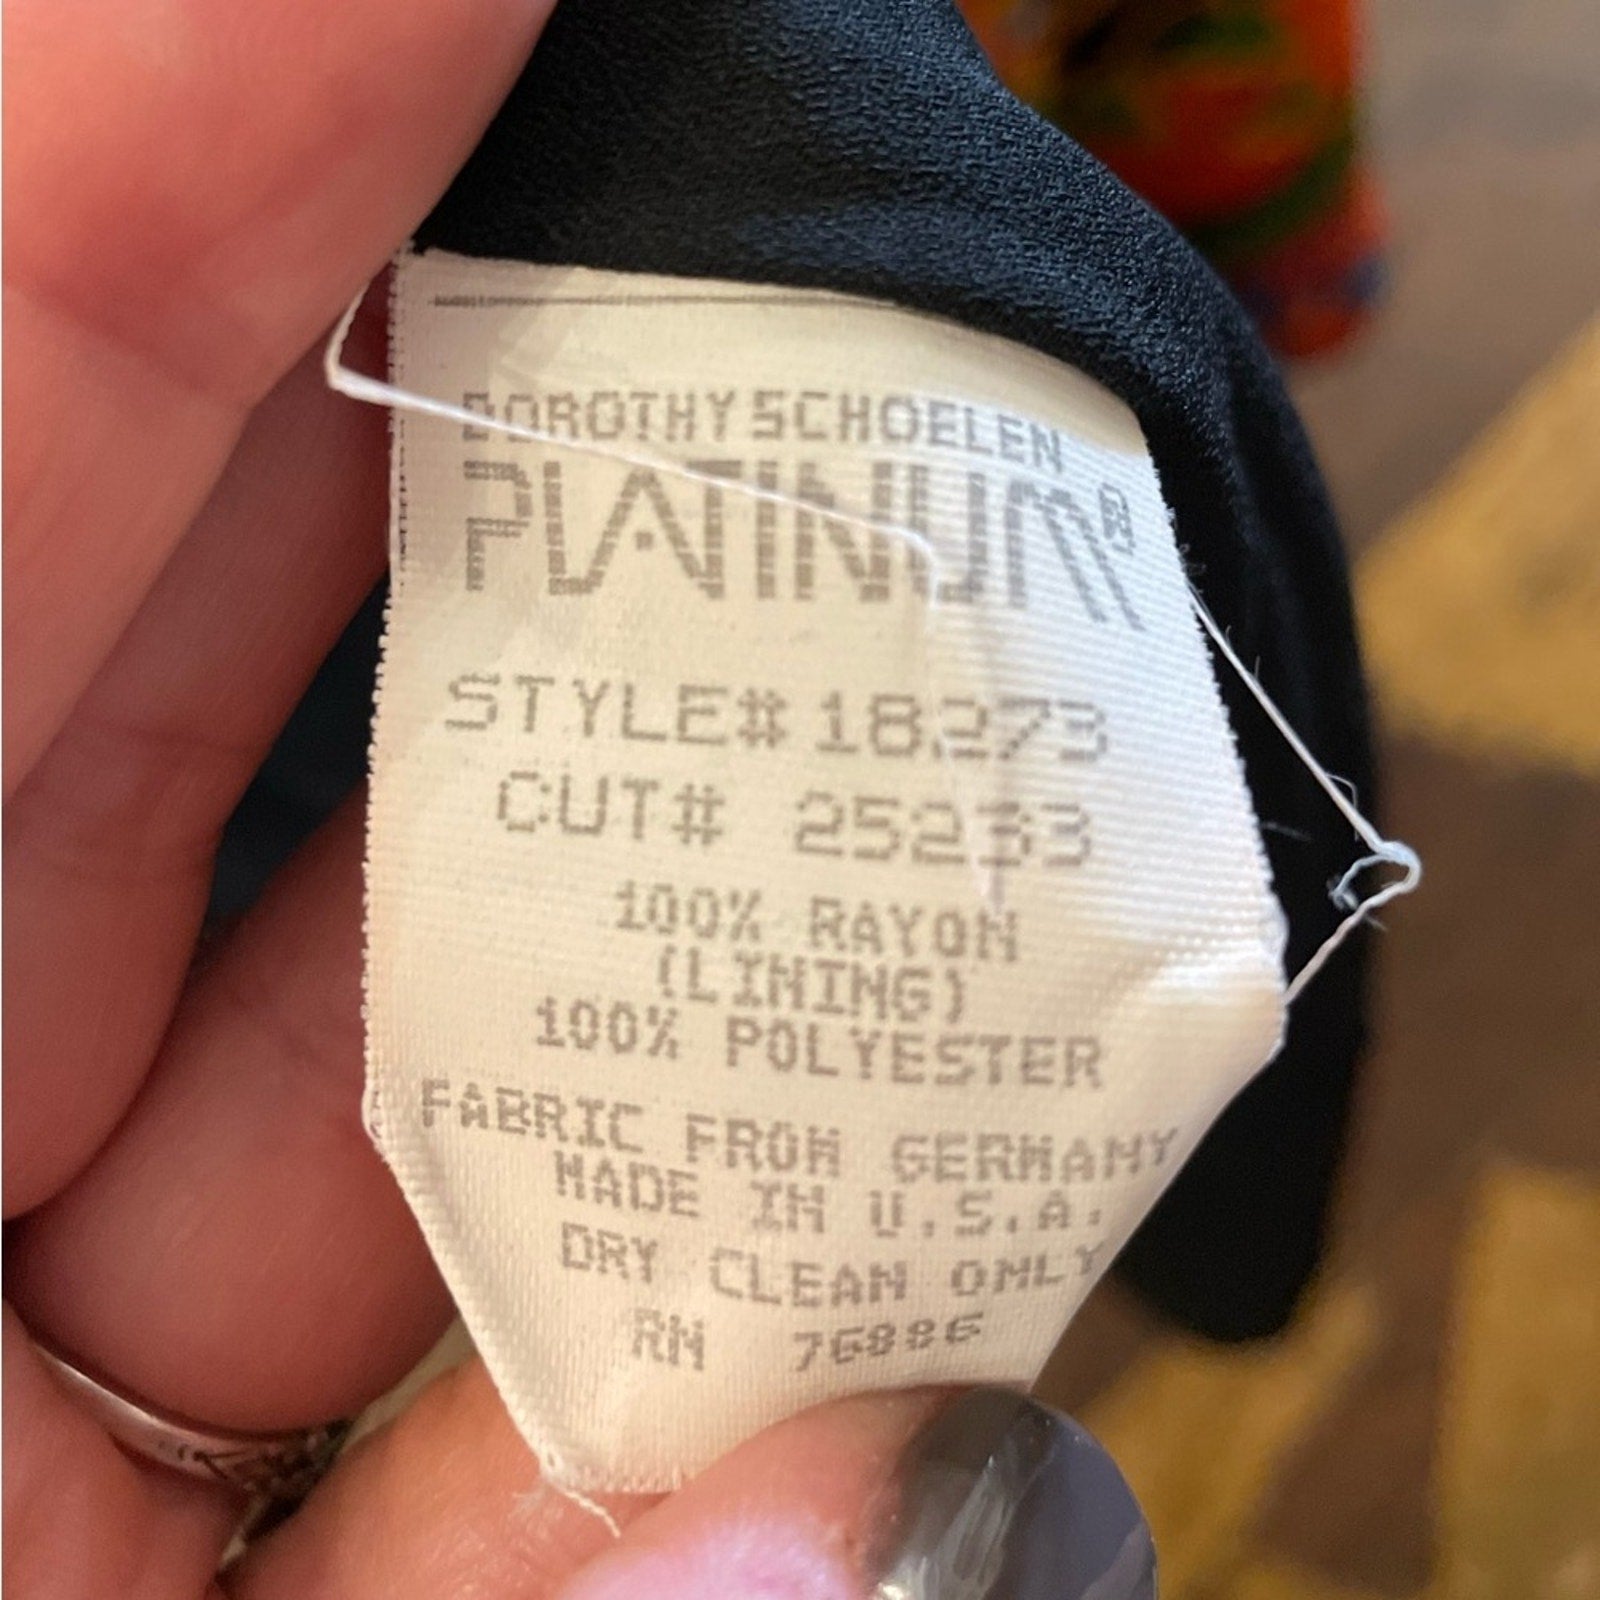 DOROTHY SCHOELEN
PLATINUM®
STYLE# 18273
CUT# 25233
100% RAYON
(LINING)
100% POLYESTER
FABRIC FROM GERMANY
MADE IN U.S.A.
DRY CLEAN ONLY
RN 76886